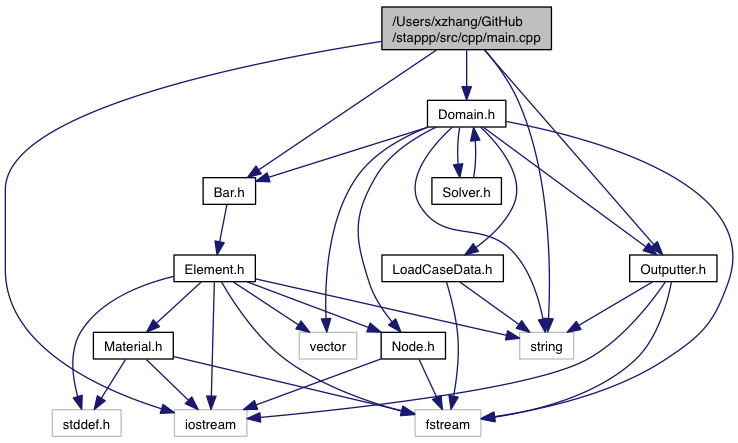 /Users/xzhang/GitHub
/stappp/src/cpp/main.cpp
Domain.h
Bar.h
Solver.h
Element.h
LoadCaseData.h
Outputter.h
Material.h
vector
Node.h
string
stddef.h
iostream
fstream